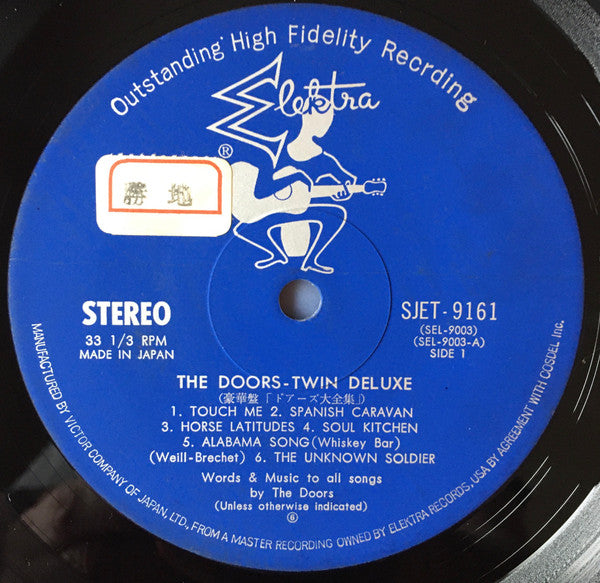 Outstanding High Fidelity Recrding
Elektra
®
勝地
STEREO
33 1/3 RPM
MADE IN JAPAN
SJET-9161
(SEL-9003)
(SEL-9003-A)
SIDE 1
THE DOORS-TWIN DELUXE
(豪華盤「ドアーズ大全集」)
1. TOUCH ME 2. SPANISH CARAVAN
3. HORSE LATITUDES 4. SOUL KITCHEN
5. ALABAMA SONG (Whiskey Bar)
(Weill-Brechet) 6. THE UNKNOWN SOLDIER
Words & Music to all songs
by The Doors
(Unless otherwise indicated)
⑥
MANUFACTURED BY VICTOR COMPANY OF JAPAN, LTD., FROM A MASTER RECORDING OWNED BY ELEKTRA RECORDS, USA BY AGREEMENT WITH COSDEL Inc.